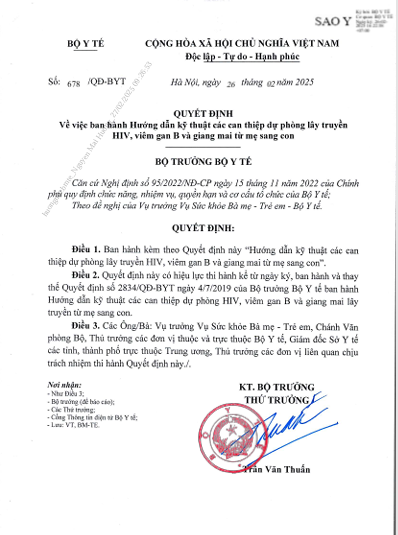 SAO Y
BỘ Y TẾ
CỘNG HÒA XÃ HỘI CHỦ NGHĨA VIỆT NAM
Độc lập - Tự do - Hạnh phúc
Số: 678 /QĐ-BYT
Hà Nội, ngày 26 tháng 02 năm 2025
QUYẾT ĐỊNH
Về việc ban hành Hướng dẫn kỹ thuật các can thiệp dự phòng lây truyền
HIV, viêm gan B và giang mai từ mẹ sang con
BỘ TRƯỞNG BỘ Y TẾ
Căn cứ Nghị định số 95/2022/NĐ-CP ngày 15 tháng 11 năm 2022 của Chính
phủ quy định chức năng, nhiệm vụ, quyền hạn và cơ cấu tổ chức của Bộ Y tế;
Theo đề nghị của Vụ trưởng Vụ Sức khỏe Bà mẹ - Trẻ em - Bộ Y tế.
QUYẾT ĐỊNH:
Điều 1. Ban hành kèm theo Quyết định này “Hướng dẫn kỹ thuật các can
thiệp dự phòng lây truyền HIV, viêm gan B và giang mai từ mẹ sang con”.
Điều 2. Quyết định này có hiệu lực thi hành kể từ ngày ký, ban hành và thay
thế Quyết định số 2834/QĐ-BYT ngày 4/7/2019 của Bộ trưởng Bộ Y tế ban hành
Hướng dẫn kỹ thuật các can thiệp dự phòng HIV, viêm gan B và giang mai lây
truyền từ mẹ sang con.
Điều 3. Các Ông/Bà: Vụ trưởng Vụ Sức khỏe Bà mẹ - Trẻ em, Chánh Văn
phòng Bộ, Thủ trưởng các đơn vị thuộc và trực thuộc Bộ Y tế, Giám đốc Sở Y tế
các tỉnh, thành phố trực thuộc Trung ương, Thủ trưởng các đơn vị liên quan chịu
trách nhiệm thi hành Quyết định này./.
Nơi nhận:
- Như Điều 3;
- Bộ trưởng (để báo cáo);
- Các Thứ trưởng;
- Cổng Thông tin điện tử Bộ Y tế;
- Lưu: VT, BM-TE.
KT. BỘ TRƯỞNG
THỨ TRƯỞNG
Trần Văn Thuấn